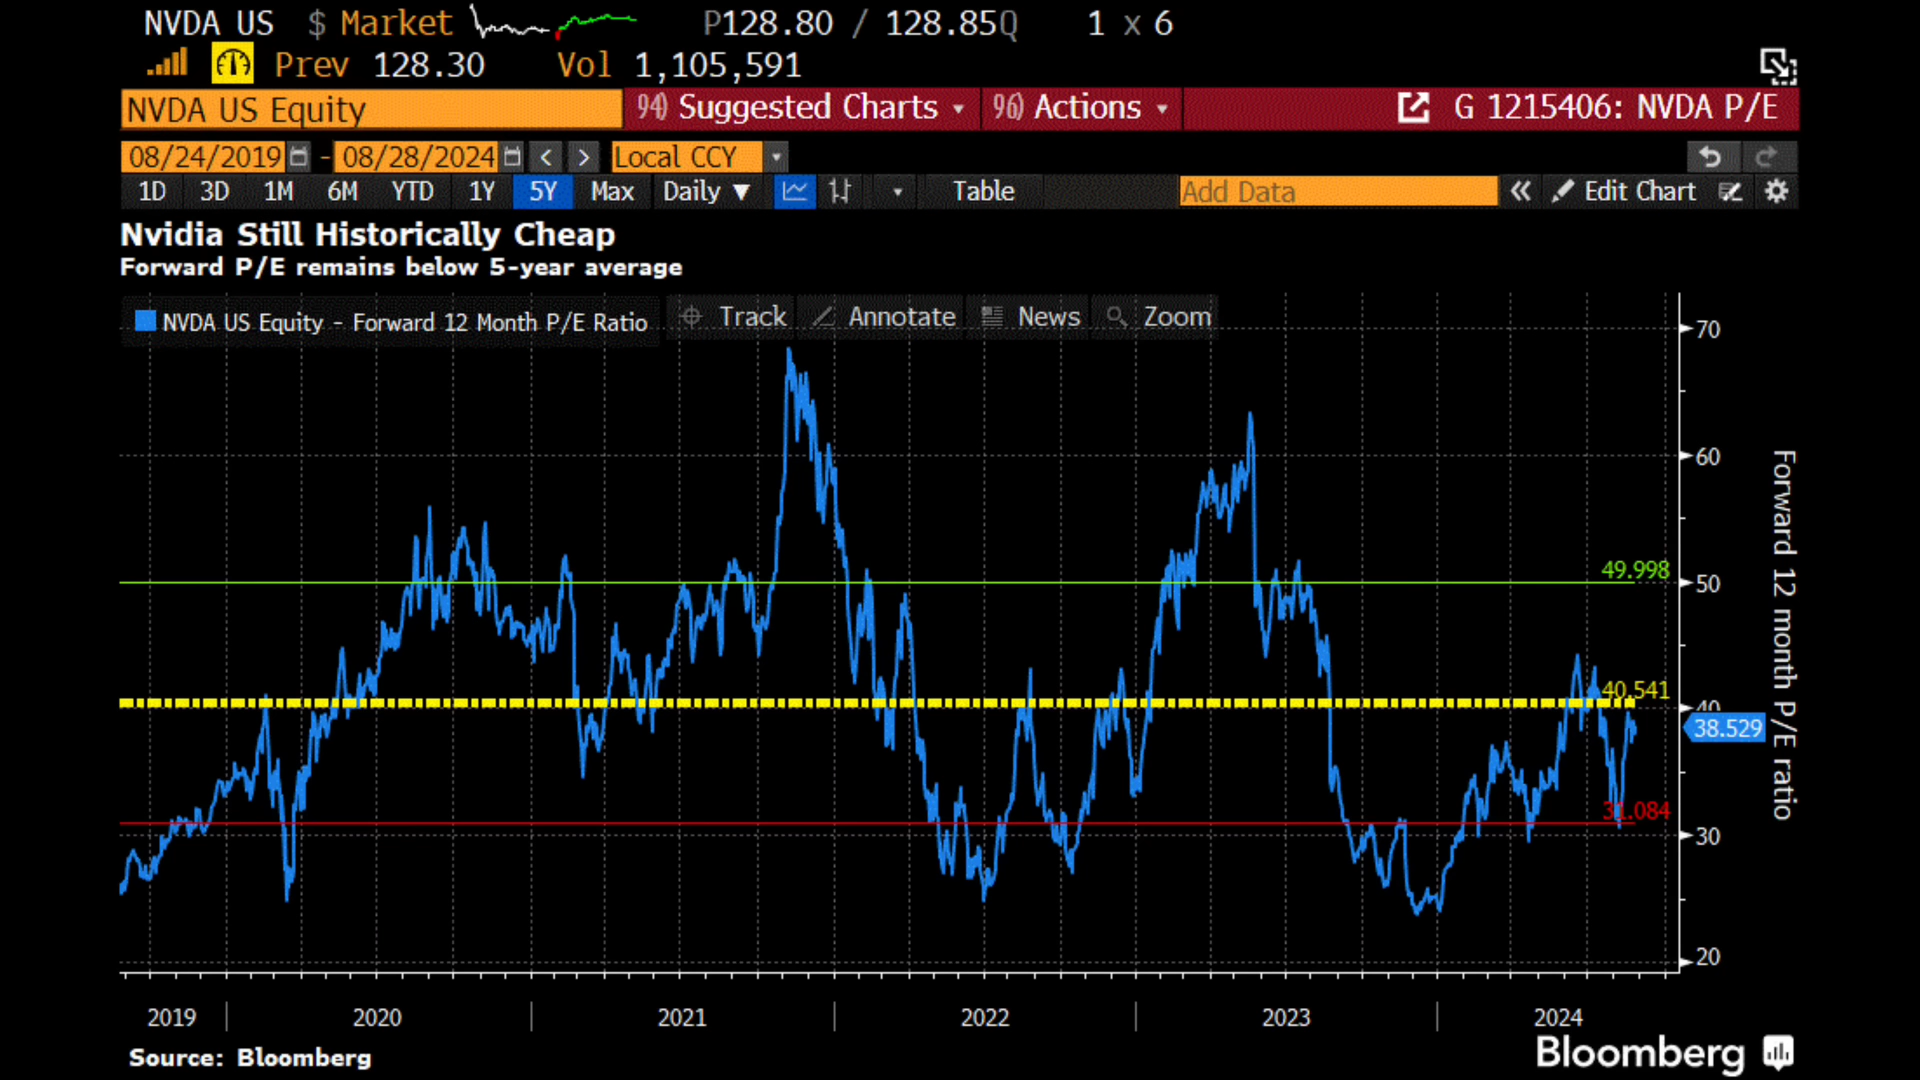 NVDA US $ Market P128.80 / 128.85Q 1 x 6
Prev 128.30 Vol 1,105,591
NVDA US Equity 94) Suggested Charts 96) Actions G 1215406: NVDA P/E
08/24/2019 - 08/28/2024 < > Local CCY
1D 3D 1M 6M YTD 1Y 5Y Max Daily ▼ Table Add Data « Edit Chart
Nvidia Still Historically Cheap
Forward P/E remains below 5-year average
NVDA US Equity - Forward 12 Month P/E Ratio Track Annotate News Zoom
70
60
49.998
50
40.541
40
38.529
31.084
30
20
Forward 12 month P/E ratio
2019 2020 2021 2022 2023 2024
Source: Bloomberg
Bloomberg